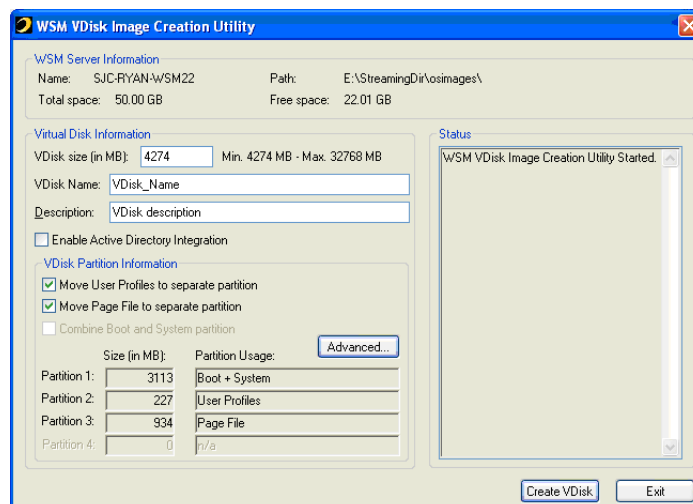 WSM VDisk Image Creation Utility
WSM Server Information
Name: SJC-RYAN-WSM22 Path: E:\StreamingDir\osimages\
Total space: 50.00 GB Free space: 22.01 GB
Virtual Disk Information
VDisk size (in MB): 4274 Min. 4274 MB - Max. 32768 MB
VDisk Name: VDisk_Name
Description: VDisk description
Enable Active Directory Integration
VDisk Partition Information
Move User Profiles to separate partition
Move Page File to separate partition
Combine Boot and System partition
Advanced...
Size (in MB): Partition Usage:
Partition 1: 3113 Boot + System
Partition 2: 227 User Profiles
Partition 3: 934 Page File
Partition 4: 0 n/a
Status
WSM VDisk Image Creation Utility Started.
Create VDisk Exit